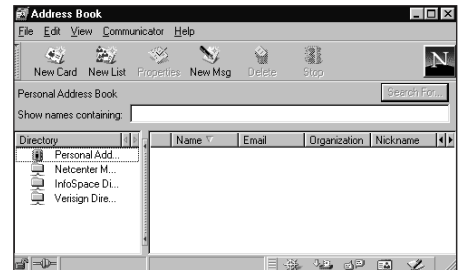 Address Book
File Edit View Communicator Help
New Card New List Properties New Msg Delete Stop
N
Personal Address Book Search For...
Show names containing:
Directory Name Email Organization Nickname
Personal Add...
Netcenter M...
InfoSpace Di...
Verisign Dire...